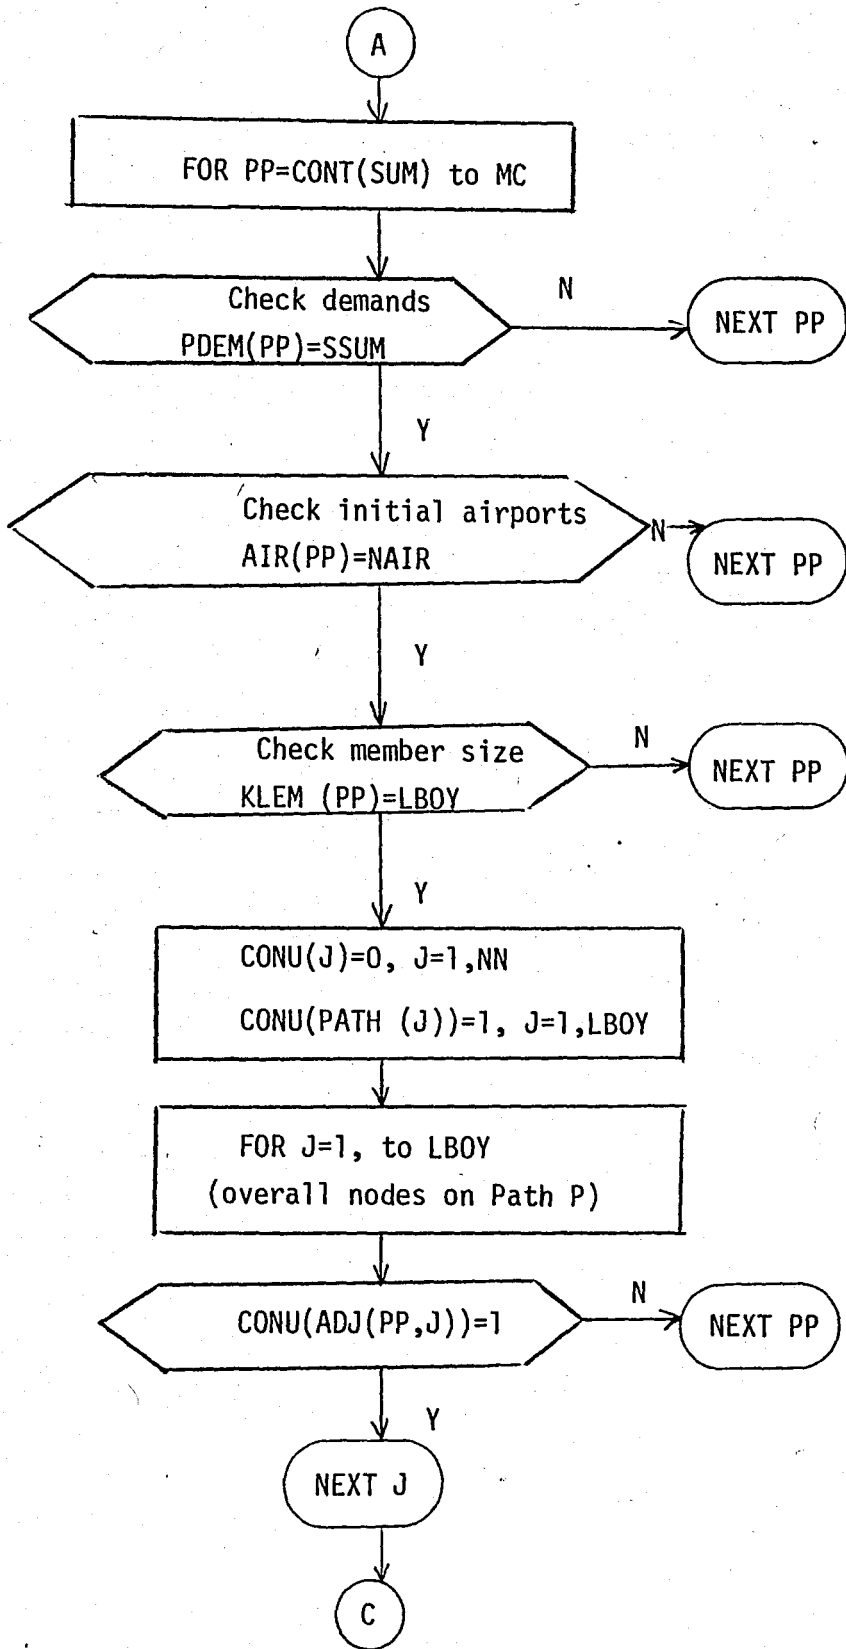 A
FOR PP=CONT(SUM) to MC
Check demands
PDEM(PP)=SSUM
N
NEXT PP
Y
Check initial airports
AIR(PP)=NAIR
N
NEXT PP
Y
Check member size
KLEM (PP)=LBOY
N
NEXT PP
Y
CONU(J)=0, J=1,NN
CONU(PATH (J))=1, J=1,LBOY
FOR J=1, to LBOY
(overall nodes on Path P)
CONU(ADJ(PP,J))=1
N
NEXT PP
Y
NEXT J
C